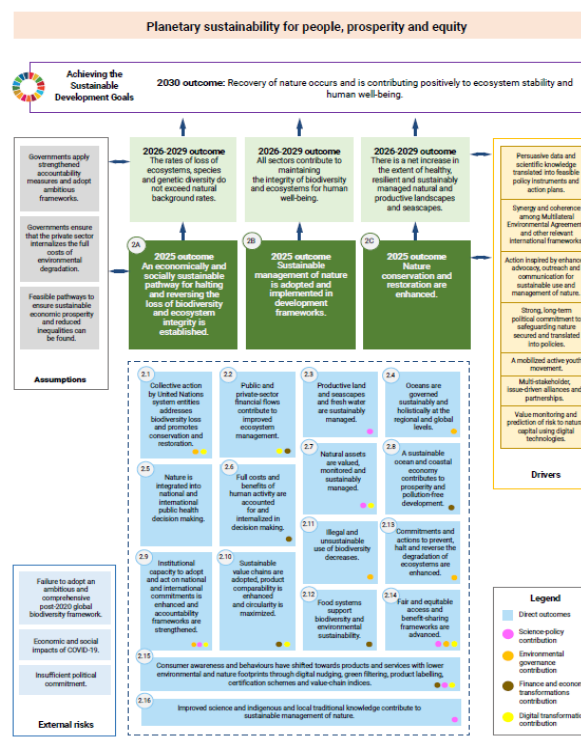 Planetary sustainability for people, prosperity and equity
Achieving the
Sustainable
Development Goals
2030 outcome: Recovery of nature occurs and is contributing positively to ecosystem stability and
human well-being.
Governments apply
strengthened
accountability
measures and adopt
ambitious
frameworks.
Governments ensure
that the private sector
internalizes the full
costs of
environmental
degradation.
Feasible pathways to
ensure sustainable
economic prosperity
and reduced
inequalities can
be found.
Assumptions
2026-2029 outcome
The rates of loss of
ecosystems, species
and genetic diversity do
not exceed natural
background rates.
2026-2029 outcome
All sectors contribute to
maintaining
the integrity of biodiversity
and ecosystems for human
well-being.
2026-2029 outcome
There is a net increase in
the extent of healthy,
resilient and sustainably
managed natural and
productive landscapes
and seascapes.
2A
2025 outcome
An economically and
socially sustainable
pathway for halting
and reversing the
loss of biodiversity
and ecosystem
integrity is
established.
2B
2025 outcome
Sustainable
management of nature
is adopted and
implemented in
development
frameworks.
2C
2025 outcome
Nature
conservation and
restoration are
enhanced.
Persuasive data and
scientific knowledge
translated into feasible
policy instruments and
action plans.
Synergy and coherence
among Multilateral
Environmental Agreement
and other relevant
international frameworks
Action inspired by enhanc
advocacy, outreach and
communication for
sustainable use and
management of nature.
Strong, long-term
political commitment to
safeguarding nature
secured and translated
into policies.
A mobilized active youth
movement.
Multi-stakeholder,
issue-driven alliances and
partnerships.
Value monitoring and
prediction of risk to natur
capital using digital
technologies.
Drivers
2.1
Collective action
by United Nations
system entities
addresses
biodiversity loss
and promotes
conservation and
restoration.
2.2
Public and
private-sector
financial flows
contribute to
improved
ecosystem
management.
2.3
Productive land
and seascapes
and fresh water
are sustainably
managed.
2.4
Oceans are
governed
sustainably and
holistically at the
regional and global
levels.
2.5
Nature is
integrated into
national and
international
public health
decision making.
2.6
Full costs and
benefits of
human activity are
accounted for
and internalized in
decision making.
2.7
Natural assets
are valued,
monitored and
sustainably
managed.
2.8
A sustainable
ocean and coastal
economy
contributes to
prosperity and
pollution-free
development.
2.9
Institutional
capacity to adopt
and act on national
and international
commitments is
enhanced and
accountability
frameworks are
strengthened.
2.10
Sustainable
value chains are
adopted, product
comparability is
enhanced
and circularity is
maximized.
2.11
Illegal and
unsustainable
use of biodiversity
decreases.
2.13
Commitments and
actions to prevent,
halt and reverse the
degradation of
ecosystems are
enhanced.
2.12
Food systems
support
biodiversity and
environmental
sustainability.
2.14
Fair and equitable
access and
benefit-sharing
frameworks are
advanced.
2.15
Consumer awareness and behaviours have shifted towards products and services with lower
environmental and nature footprints through digital nudging, green filtering, product labelling,
certification schemes and value-chain indices.
2.16
Improved science and indigenous and local traditional knowledge contribute to
sustainable management of nature.
Failure to adopt an
ambitious and
comprehensive
post-2020 global
biodiversity framework.
Economic and social
impacts of COVID-19.
Insufficient political
commitment.
External risks
Legend
Direct outcomes
Science-policy
contribution
Environmental
governance
contribution
Finance and econo
transformations
contribution
Digital transformatio
contribution